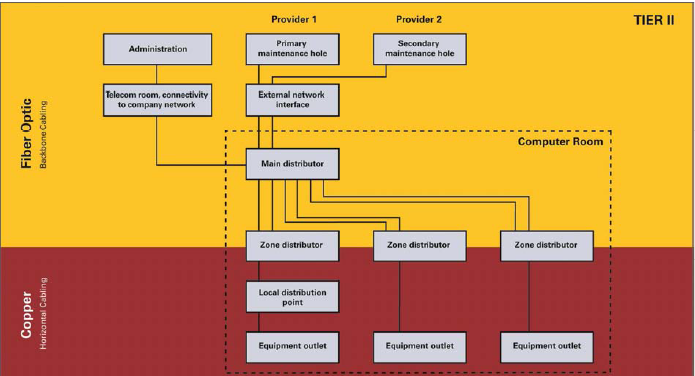 Provider 1
Provider 2
TIER II
Administration
Primary
maintenance hole
Secondary
maintenance hole
Telecom room, connectivity
to company network
External network
interface
Fiber Optic
Backbone Cabling
Computer Room
Main distributor
Zone distributor
Zone distributor
Zone distributor
Copper
Horizontal Cabling
Local distribution
point
Equipment outlet
Equipment outlet
Equipment outlet